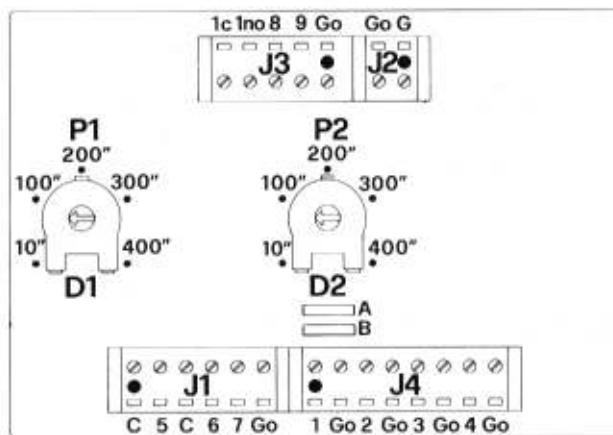 1c 1no 8 9 Go Go G
J3 J2
P1 P2
200" 200"
100" 300" 100" 300"
10" 400" 10" 400"
D1 D2
A
B
J1 J4
C 5 C 6 7 Go 1 Go 2 Go 3 Go 4 Go